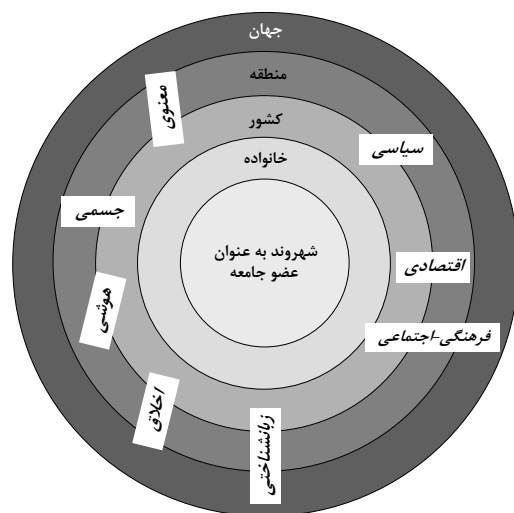 جهان
منطقه
معنوی
کشور
سیاسی
خانواده
جسمی
شهروند به عنوان
عضو جامعه
اقتصادی
هوشی
فرهنگی-اجتماعی
اخلاق
زبانشناختی